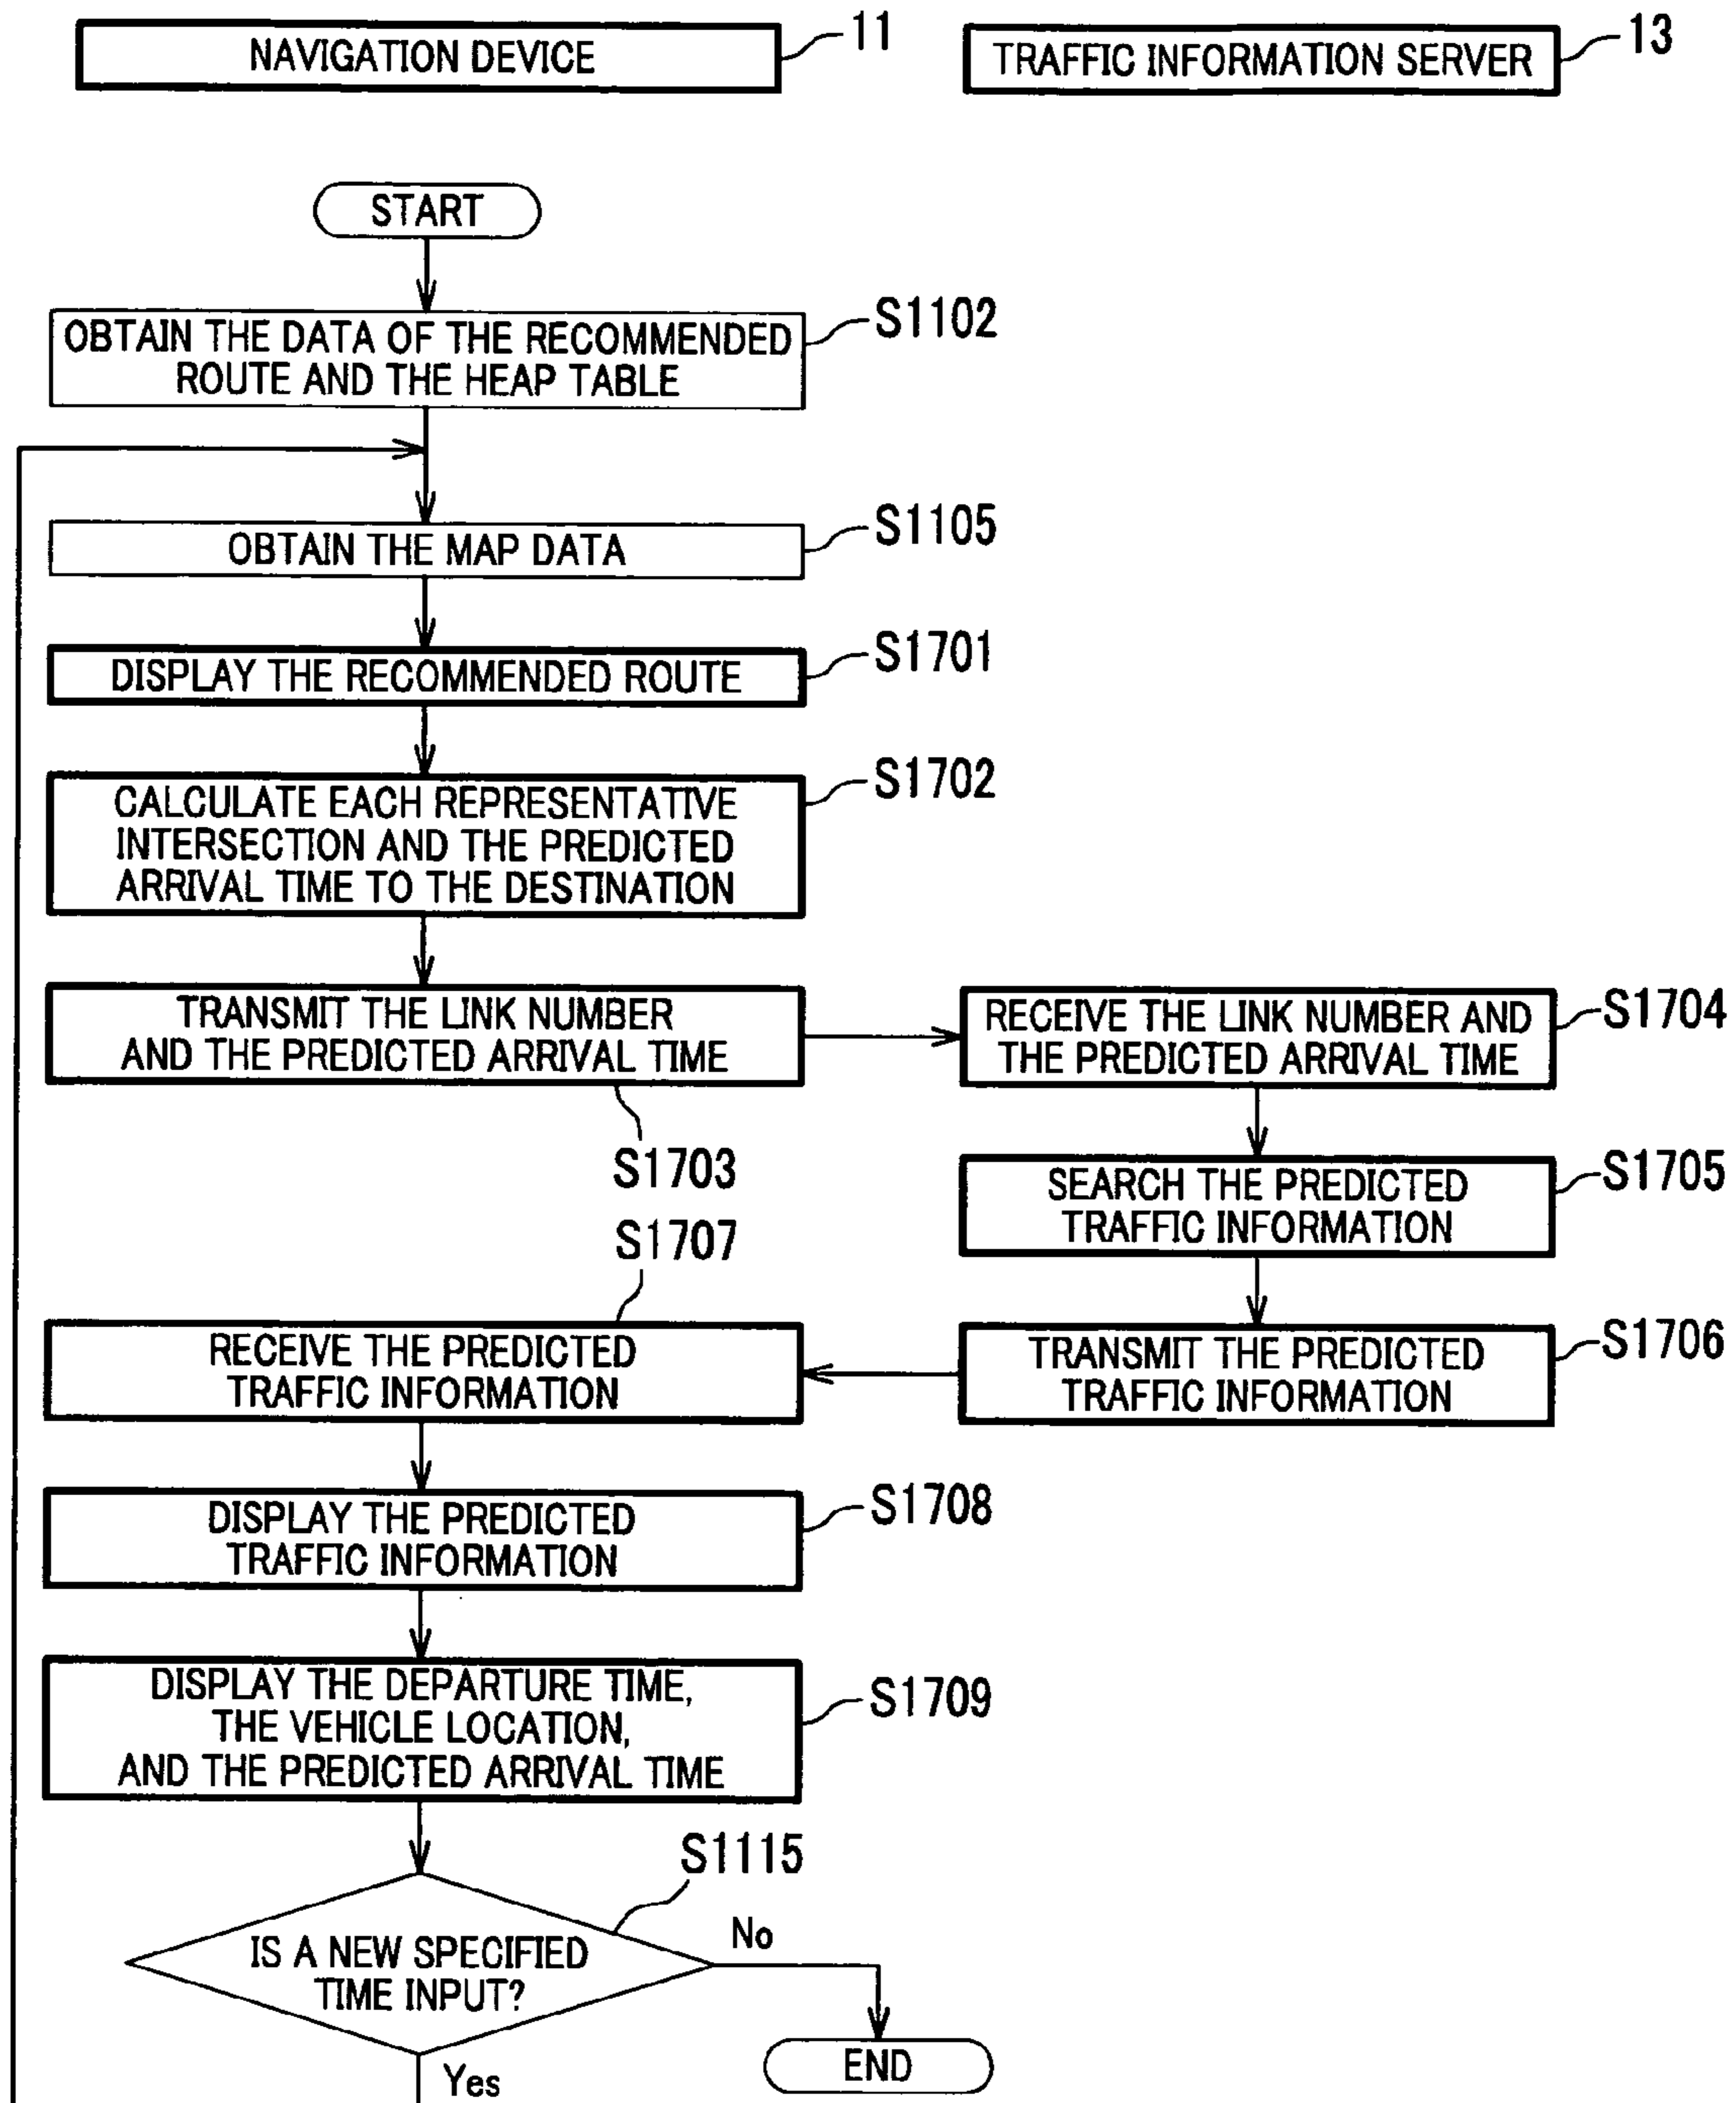 NAVIGATION DEVICE
11
TRAFFIC INFORMATION SERVER
13
START
OBTAIN THE DATA OF THE RECOMMENDED
ROUTE AND THE HEAP TABLE
S1102
OBTAIN THE MAP DATA
S1105
DISPLAY THE RECOMMENDED ROUTE
S1701
CALCULATE EACH REPRESENTATIVE
INTERSECTION AND THE PREDICTED
ARRIVAL TIME TO THE DESTINATION
S1702
TRANSMIT THE LINK NUMBER
AND THE PREDICTED ARRIVAL TIME
S1703
RECEIVE THE LINK NUMBER AND
THE PREDICTED ARRIVAL TIME
S1704
SEARCH THE PREDICTED
TRAFFIC INFORMATION
S1705
TRANSMIT THE PREDICTED
TRAFFIC INFORMATION
S1706
S1707
RECEIVE THE PREDICTED
TRAFFIC INFORMATION
DISPLAY THE PREDICTED
TRAFFIC INFORMATION
S1708
DISPLAY THE DEPARTURE TIME,
THE VEHICLE LOCATION,
AND THE PREDICTED ARRIVAL TIME
S1709
S1115
IS A NEW SPECIFIED
TIME INPUT?
No
END
Yes